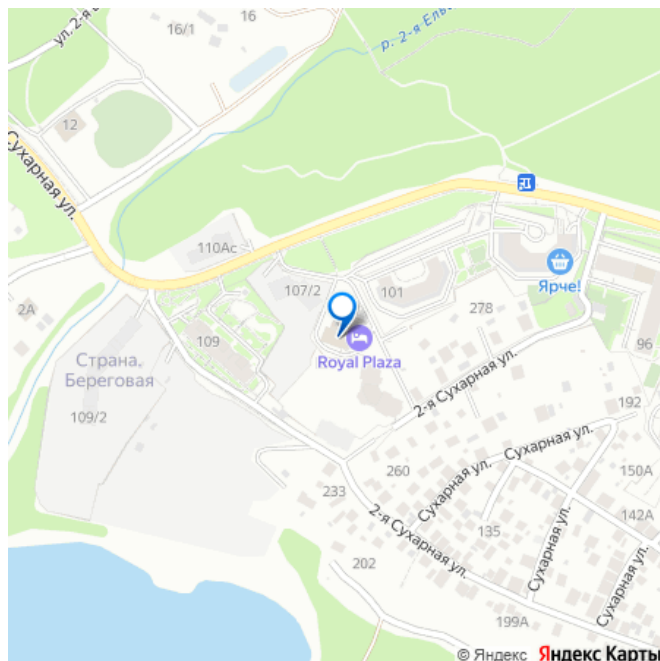 16
16/1
ул. 2-я
р. 2-я Ель
12
Сухарная ул.
110Ас
107/2
101
Ярче!
278
2А
109
Royal Plaza
96
Страна.
Береговая
109/2
2-я Сухарная ул.
192
Сухарная ул.
150А
260
Сухарная ул.
233
142А
135
2-я Сухарная ул.
Сухарная ул.
202
Сухарная ул.
199А
© Яндекс Яндекс Карты